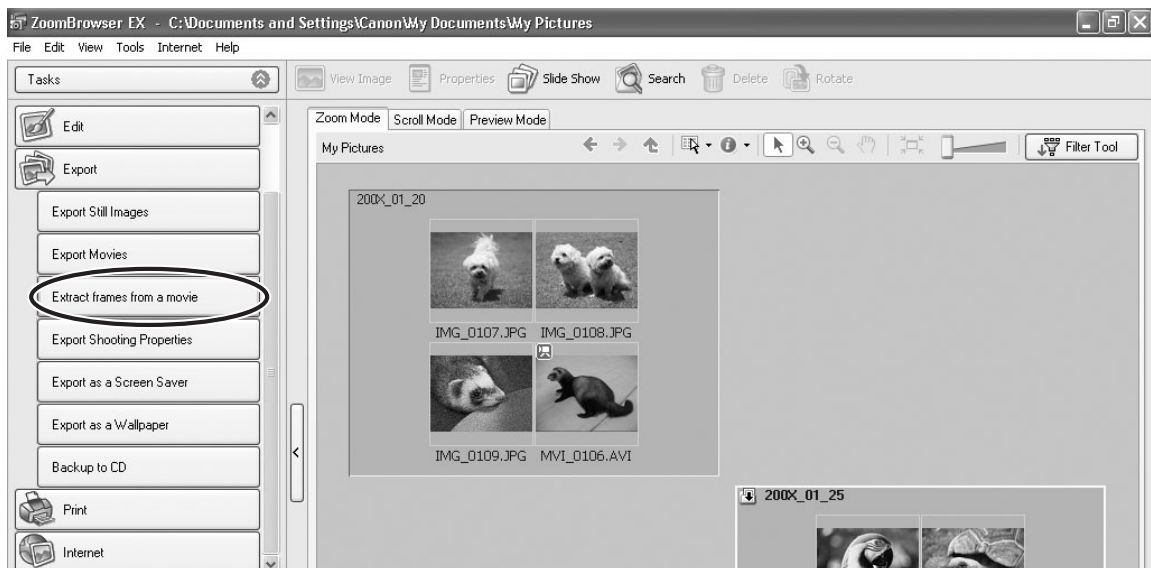 ZoomBrowser EX - C:\Documents and Settings\Canon\My Documents\My Pictures
File Edit View Tools Internet Help
Tasks
View Image Properties Slide Show Search Delete Rotate
Edit
Export
Export Still Images
Export Movies
Extract frames from a movie
Export Shooting Properties
Export as a Screen Saver
Export as a Wallpaper
Backup to CD
Print
Internet
Zoom Mode Scroll Mode Preview Mode
My Pictures
Filter Tool
200X_01_20
IMG_0107.JPG IMG_0108.JPG
IMG_0109.JPG MVI_0106.AVI
200X_01_25